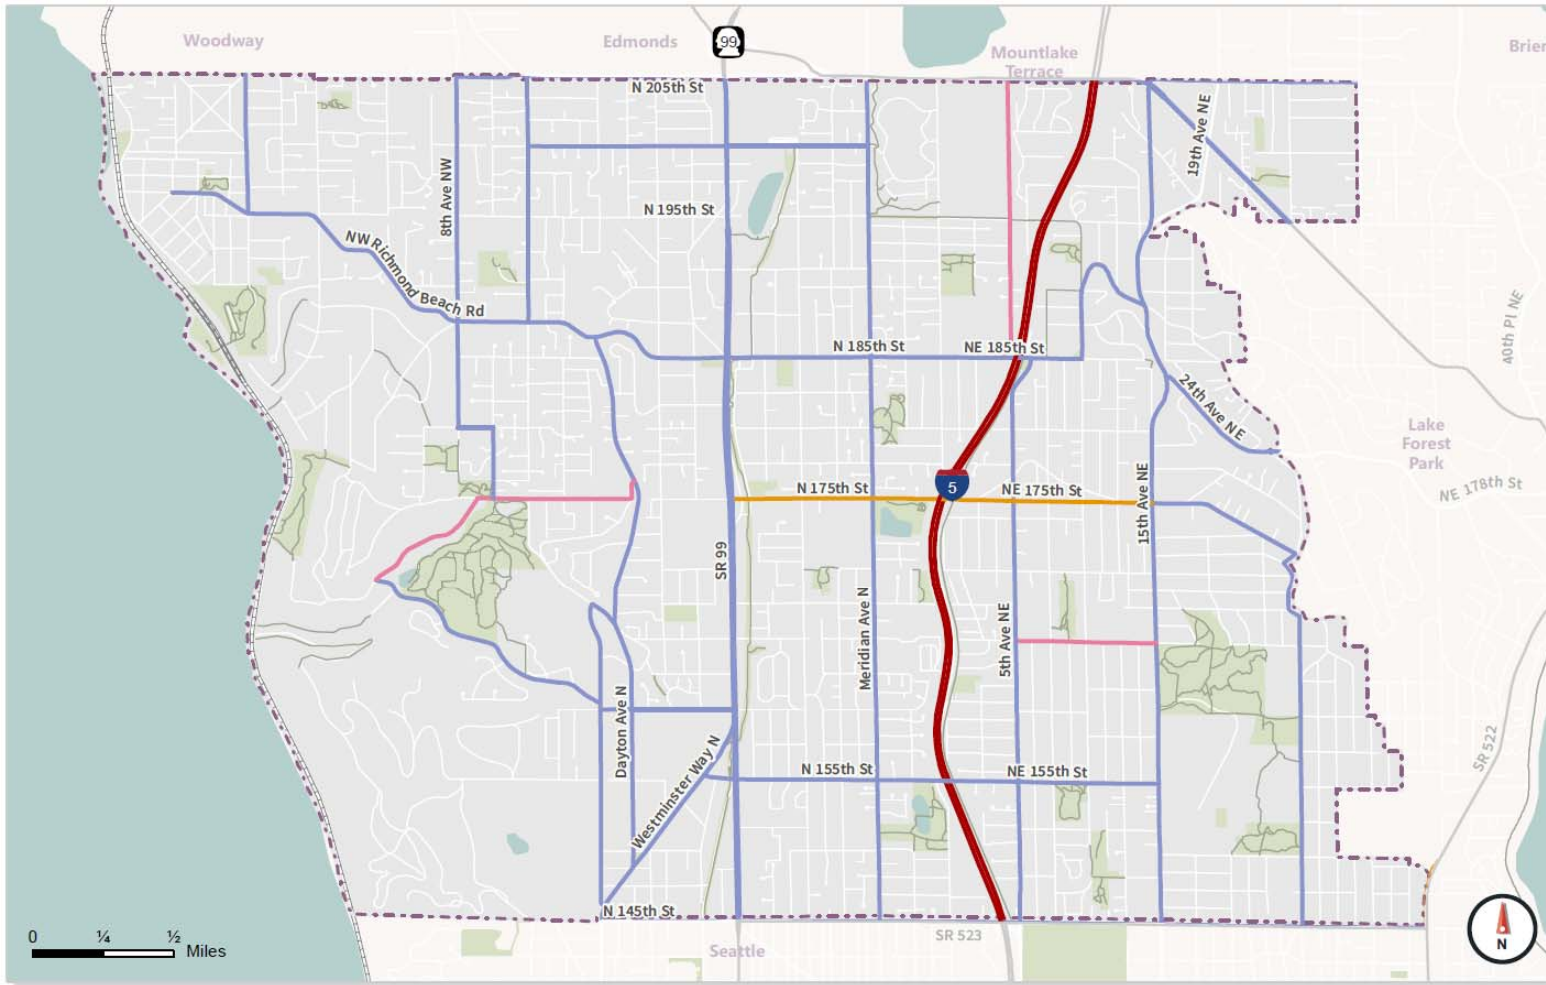 Woodway
Edmonds
99
Mountlake
Terrace
Brier
N 205th St
19th Ave NE
8th Ave NW
N 195th St
NW Richmond Beach Rd
N 185th St
NE 185th St
40th Pl NE
24th Ave NE
Lake
Forest
Park
N 175th St
5
NE 175th St
15th Ave NE
NE 178th St
SR 99
Meridian Ave N
5th Ave NE
Dayton Ave N
Westminster Way N
N 155th St
NE 155th St
SR 522
N 145th St
SR 523
Seattle
0 ¼ ½ Miles
N